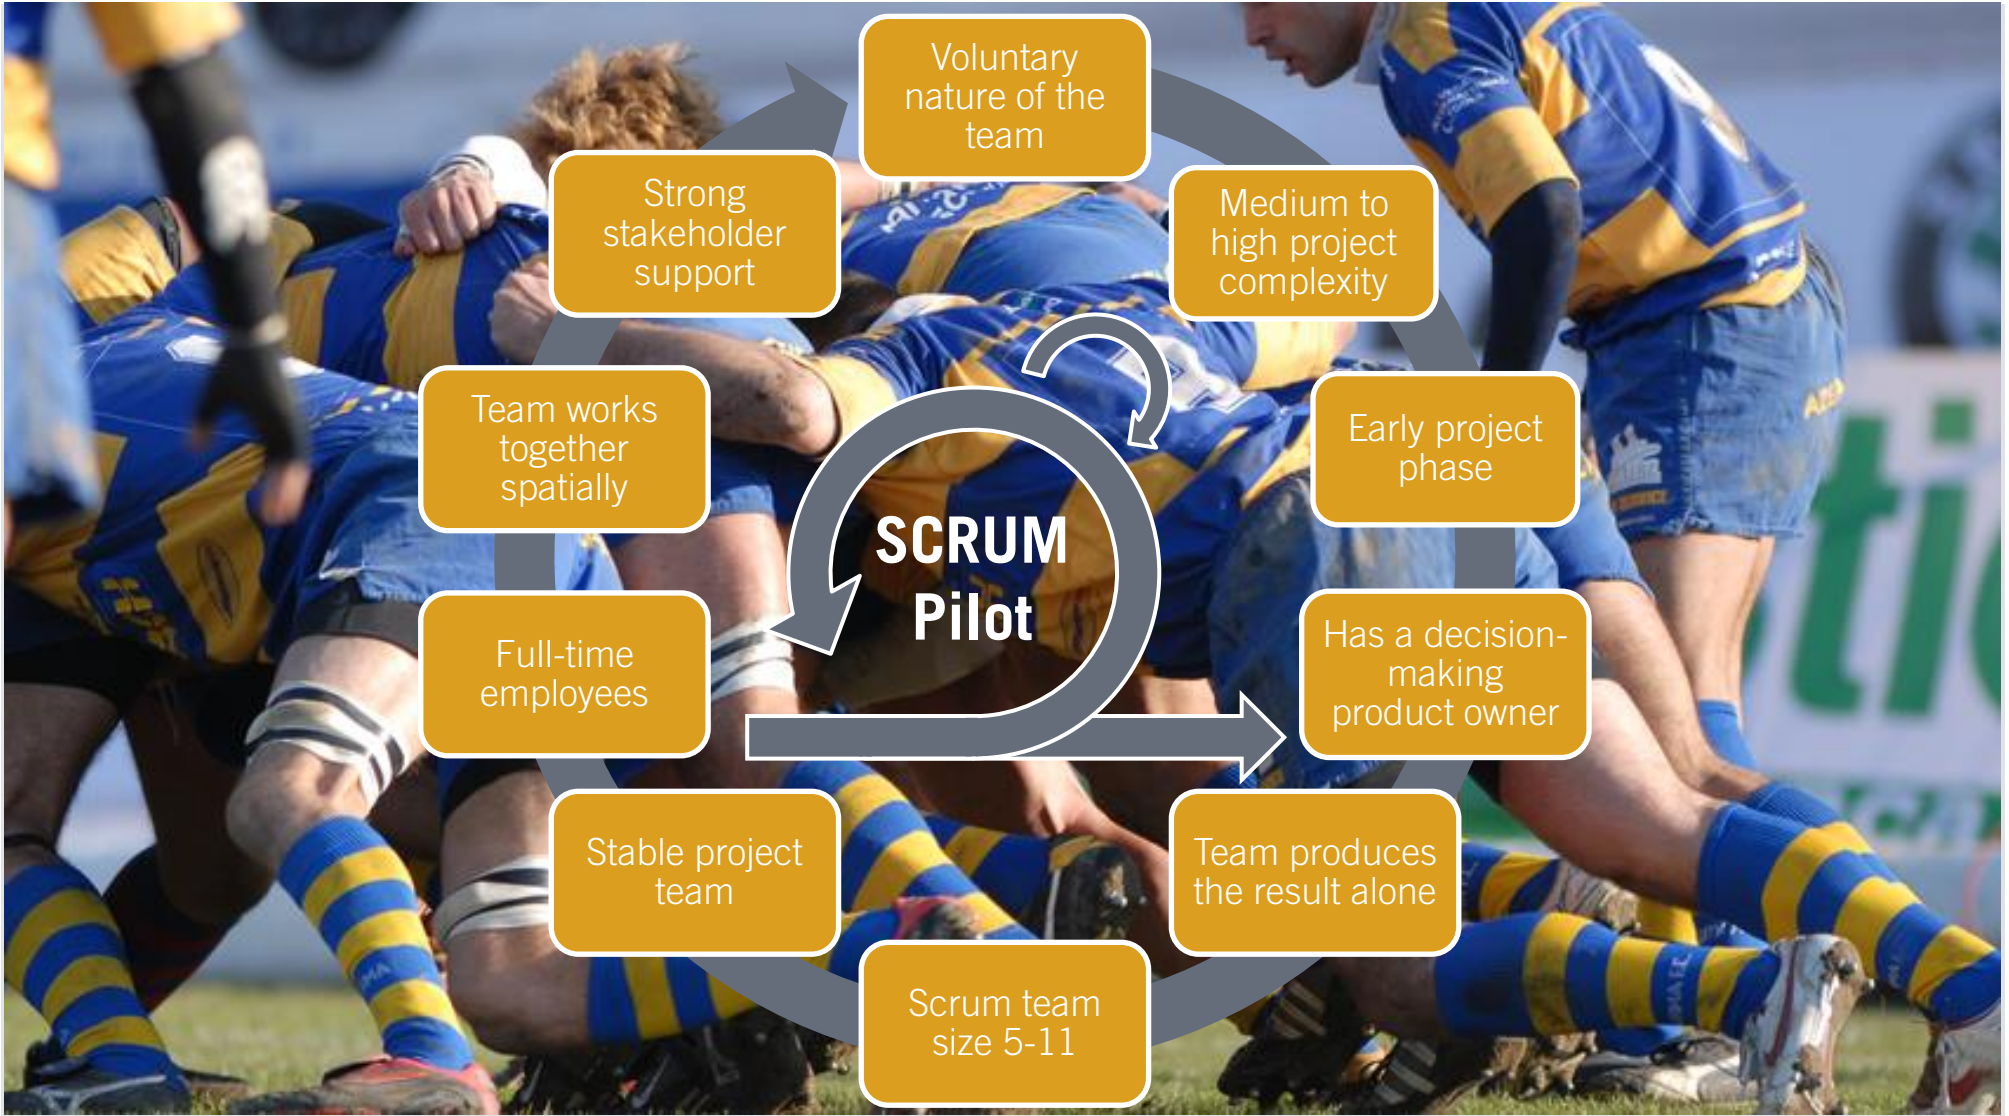 Voluntary
nature of the
team
Medium to
high project
complexity
Early project
phase
Has a decision-
making
product owner
Team produces
the result alone
Scrum team
size 5-11
Stable project
team
Full-time
employees
Team works
together
spatially
Strong
stakeholder
support
SCRUM
Pilot